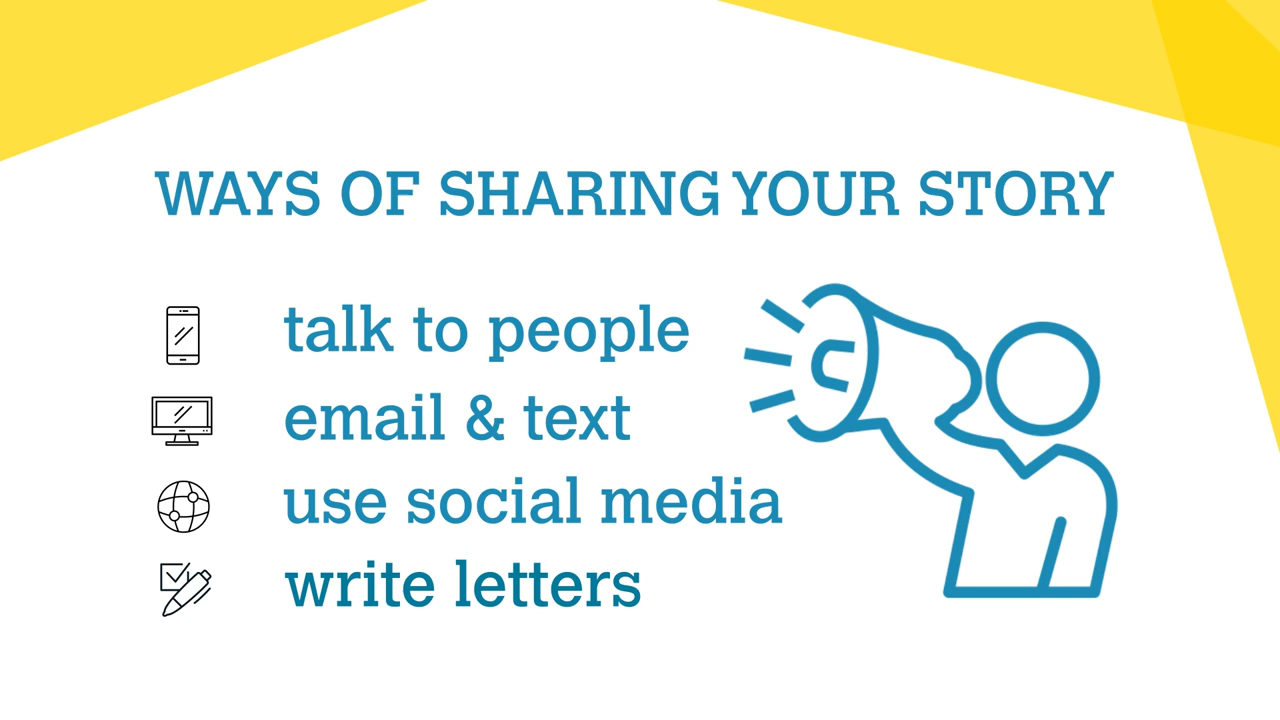 WAYS OF SHARING YOUR STORY
talk to people
email & text
use social media
write letters